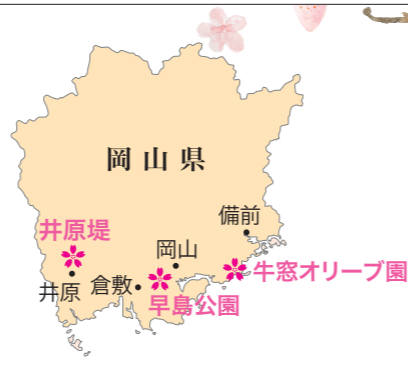 岡山県
備前
井原堤
岡山
牛窓オリーブ園
井原
倉敷
早島公園